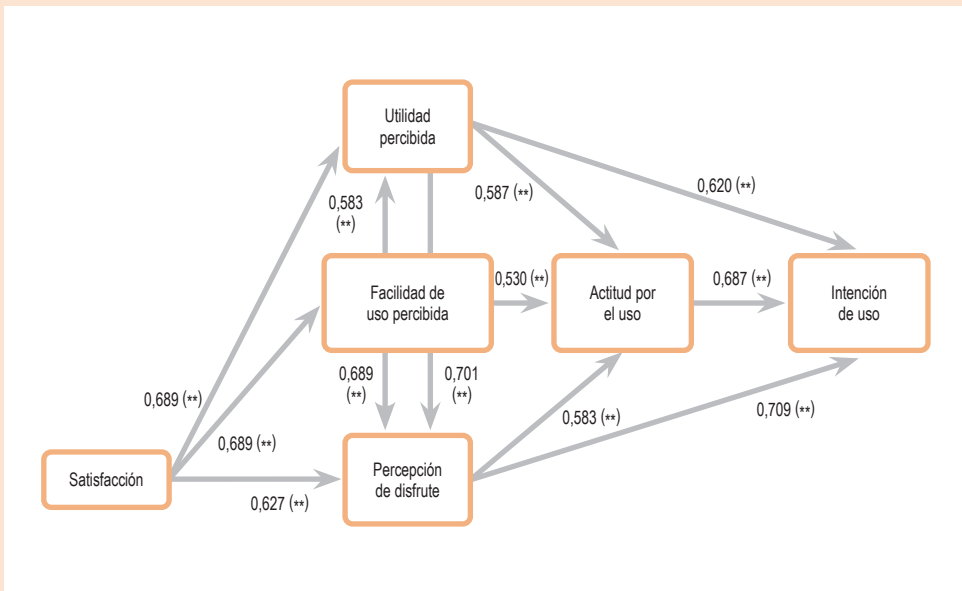 Utilidad
percibida
0,583
(**)
0,587 (**)
0,620 (**)
Facilidad de
uso percibida
0,530 (**)
Actitud por
el uso
0,687 (**)
Intención
de uso
0,689 (**)
0,689 (**)
0,689
(**)
0,701
(**)
0,583 (**)
0,709 (**)
Satisfacción
0,627 (**)
Percepción
de disfrute